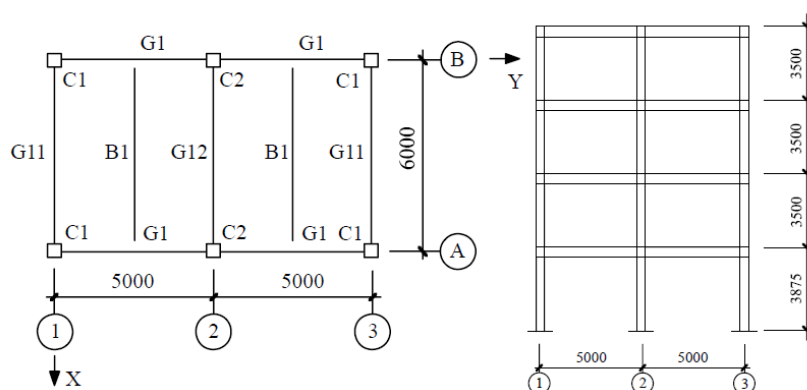 G1 G1
B
Y
C1 C2 C1
G11 B1 G12 B1 G11
6000
C1 G1 C2 G1 C1
A
5000 5000
1 2 3
X
3500
3500
3500
3875
5000 5000
1 2 3